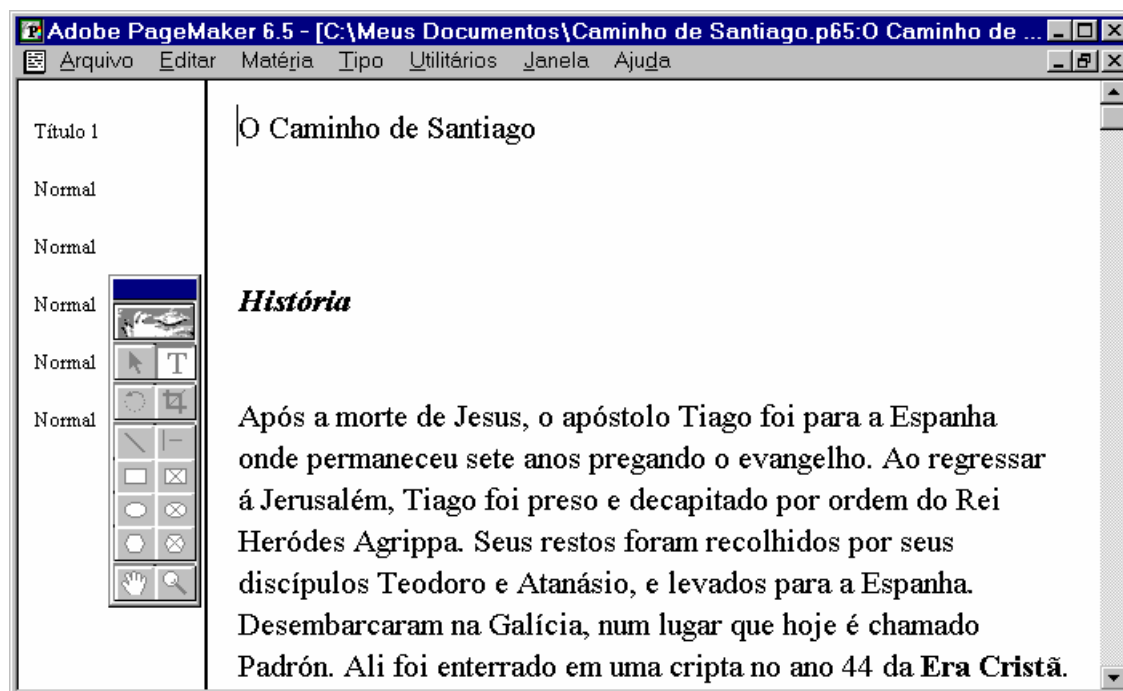 Adobe PageMaker 6.5 - [C:\Meus Documentos\Caminho de Santiago.p65:O Caminho de ...
Arquivo Editar Matéria Tipo Utilitários Janela Ajuda
Título 1
O Caminho de Santiago
Normal
Normal
Normal
História
Normal
T
Normal
Após a morte de Jesus, o apóstolo Tiago foi para a Espanha
onde permaneceu sete anos pregando o evangelho. Ao regressar
á Jerusalém, Tiago foi preso e decapitado por ordem do Rei
Heródes Agrippa. Seus restos foram recolhidos por seus
discípulos Teodoro e Atanásio, e levados para a Espanha.
Desembarcaram na Galícia, num lugar que hoje é chamado
Padrón. Ali foi enterrado em uma cripta no ano 44 da Era Cristã.